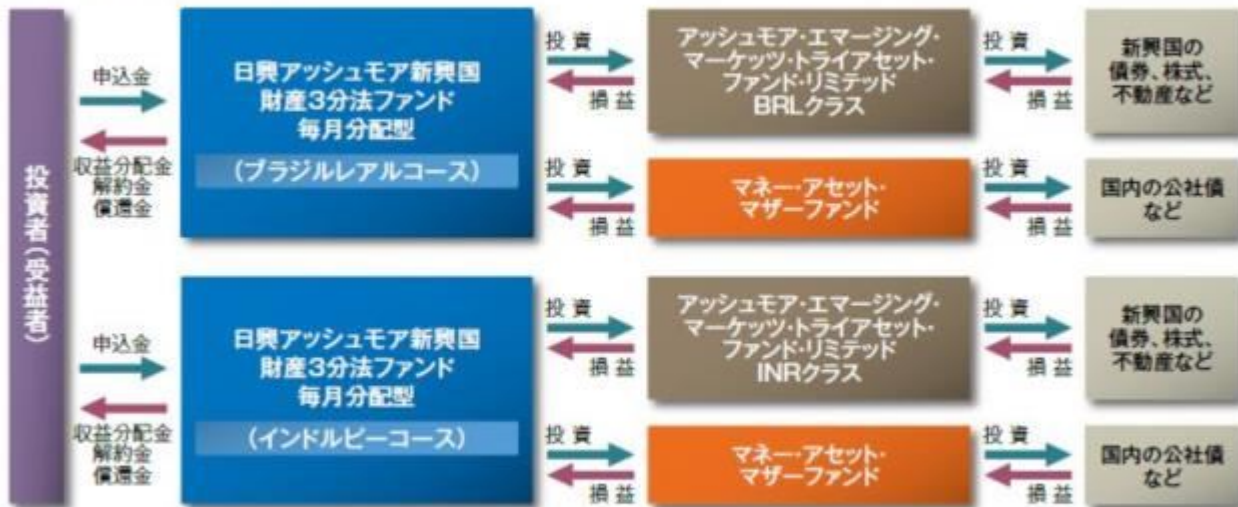 投資者(受益者)
申込金
収益分配金
解約金
償還金
日興アッシュモア新興国
財産3分法ファンド
毎月分配型
(ブラジルレアルコース)
投資
損益
アッシュモア・エマージング・
マーケッツ・トライアセット・
ファンド・リミテッド
BRLクラス
投資
損益
新興国の
債券、株式、
不動産など
投資
損益
マネー・アセット・
マザーファンド
投資
損益
国内の公社債
など
申込金
収益分配金
解約金
償還金
日興アッシュモア新興国
財産3分法ファンド
毎月分配型
(インドルピーコース)
投資
損益
アッシュモア・エマージング・
マーケッツ・トライアセット・
ファンド・リミテッド
INRクラス
投資
損益
新興国の
債券、株式、
不動産など
投資
損益
マネー・アセット・
マザーファンド
投資
損益
国内の公社債
など